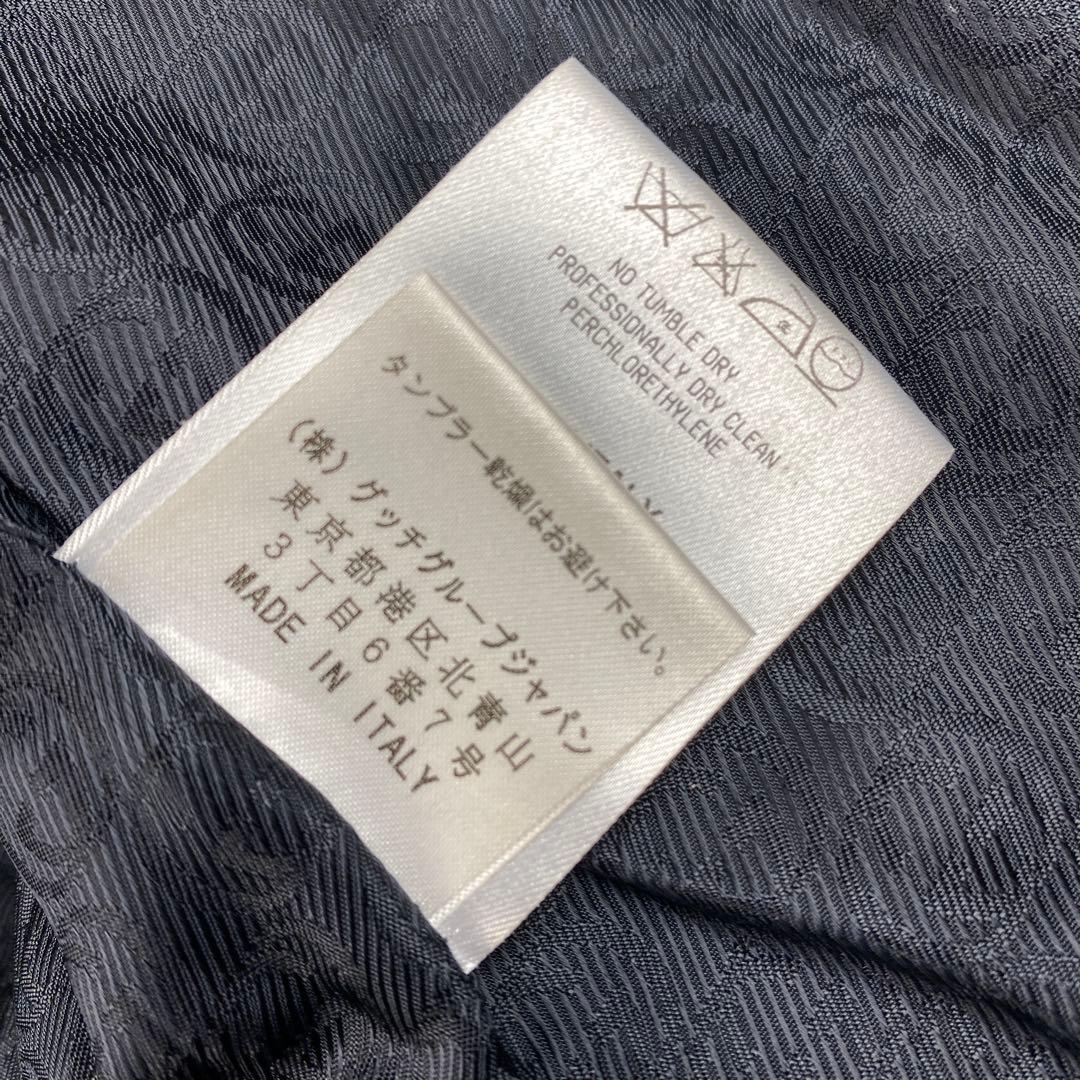 NO TUMBLE DRY
PROFESSIONALLY DRY CLEAN
PERCHLORETHYLENE
タンブラー乾燥はお避け下さい。
(株)グッチグループジャパン
東京都港区北青山
3丁目6番7号
MADE IN ITALY